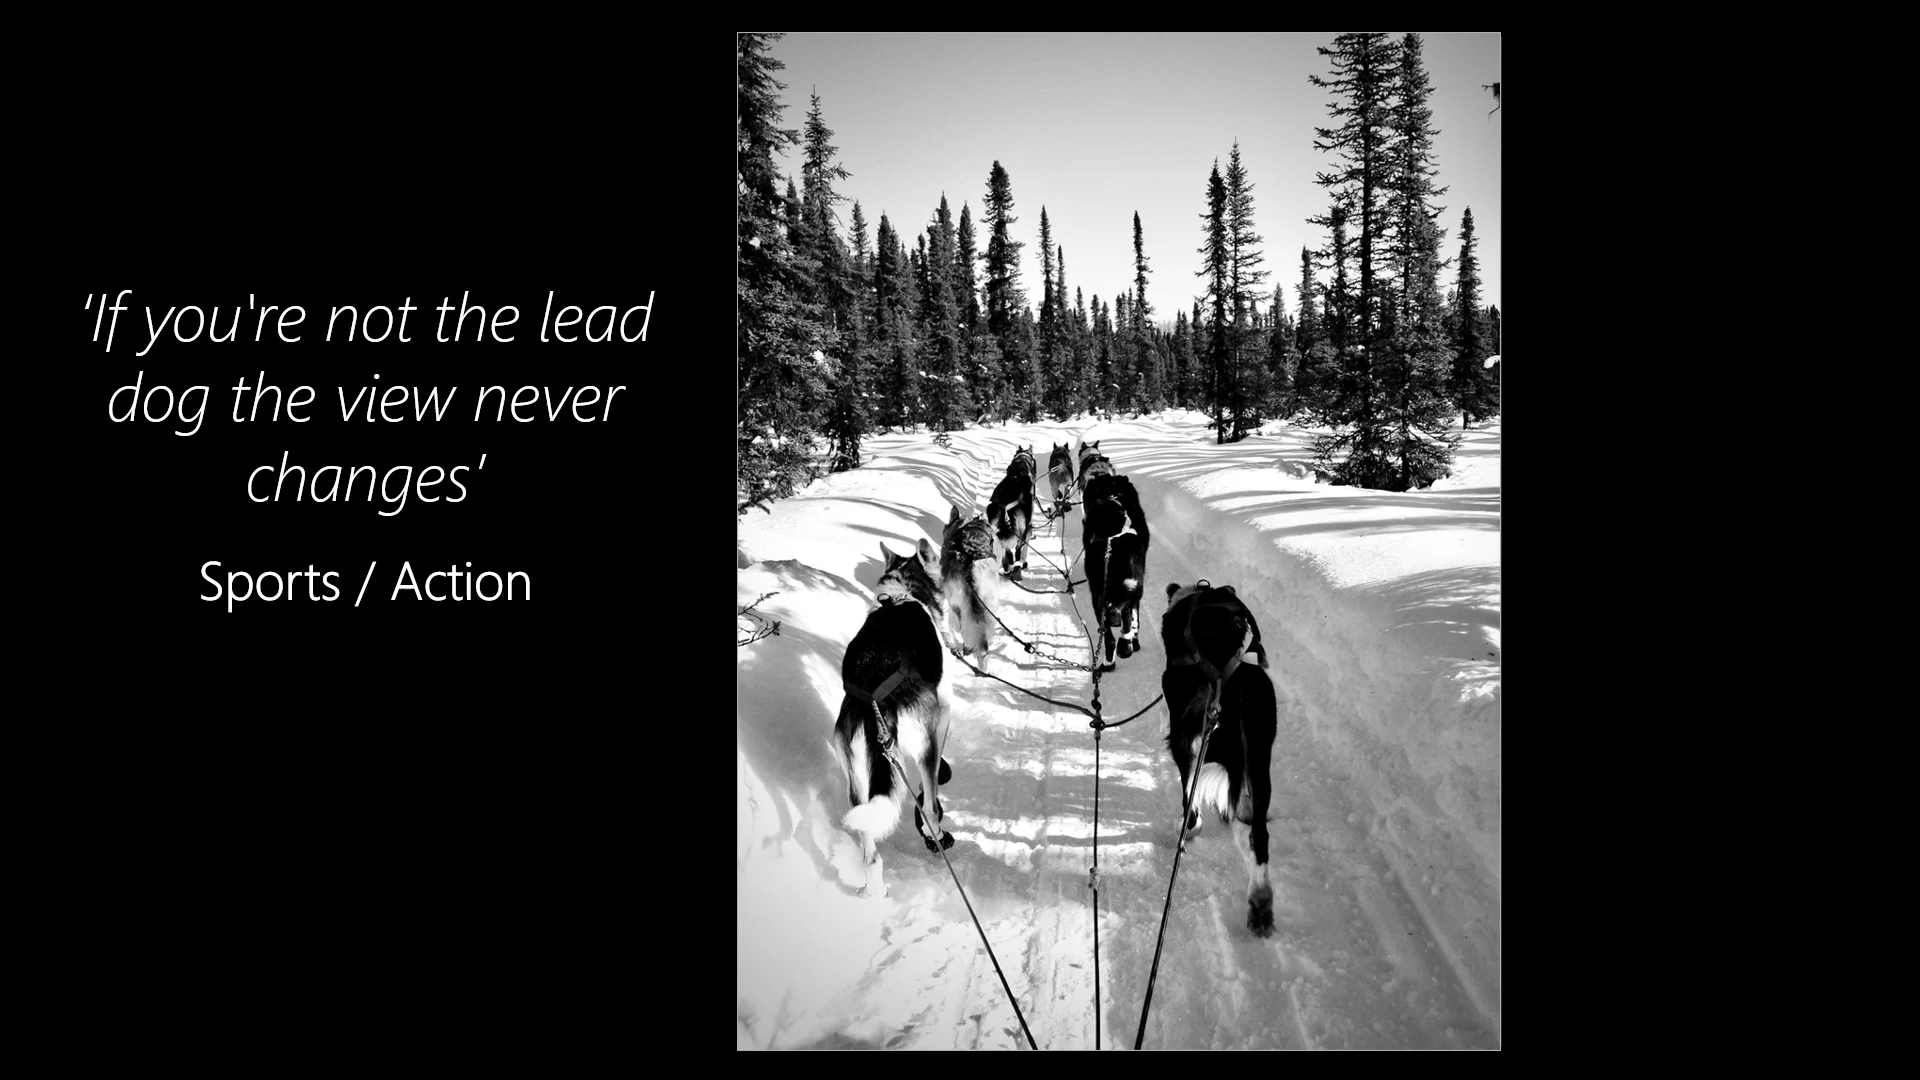 ‘If you're not the lead
dog the view never
changes’
Sports / Action